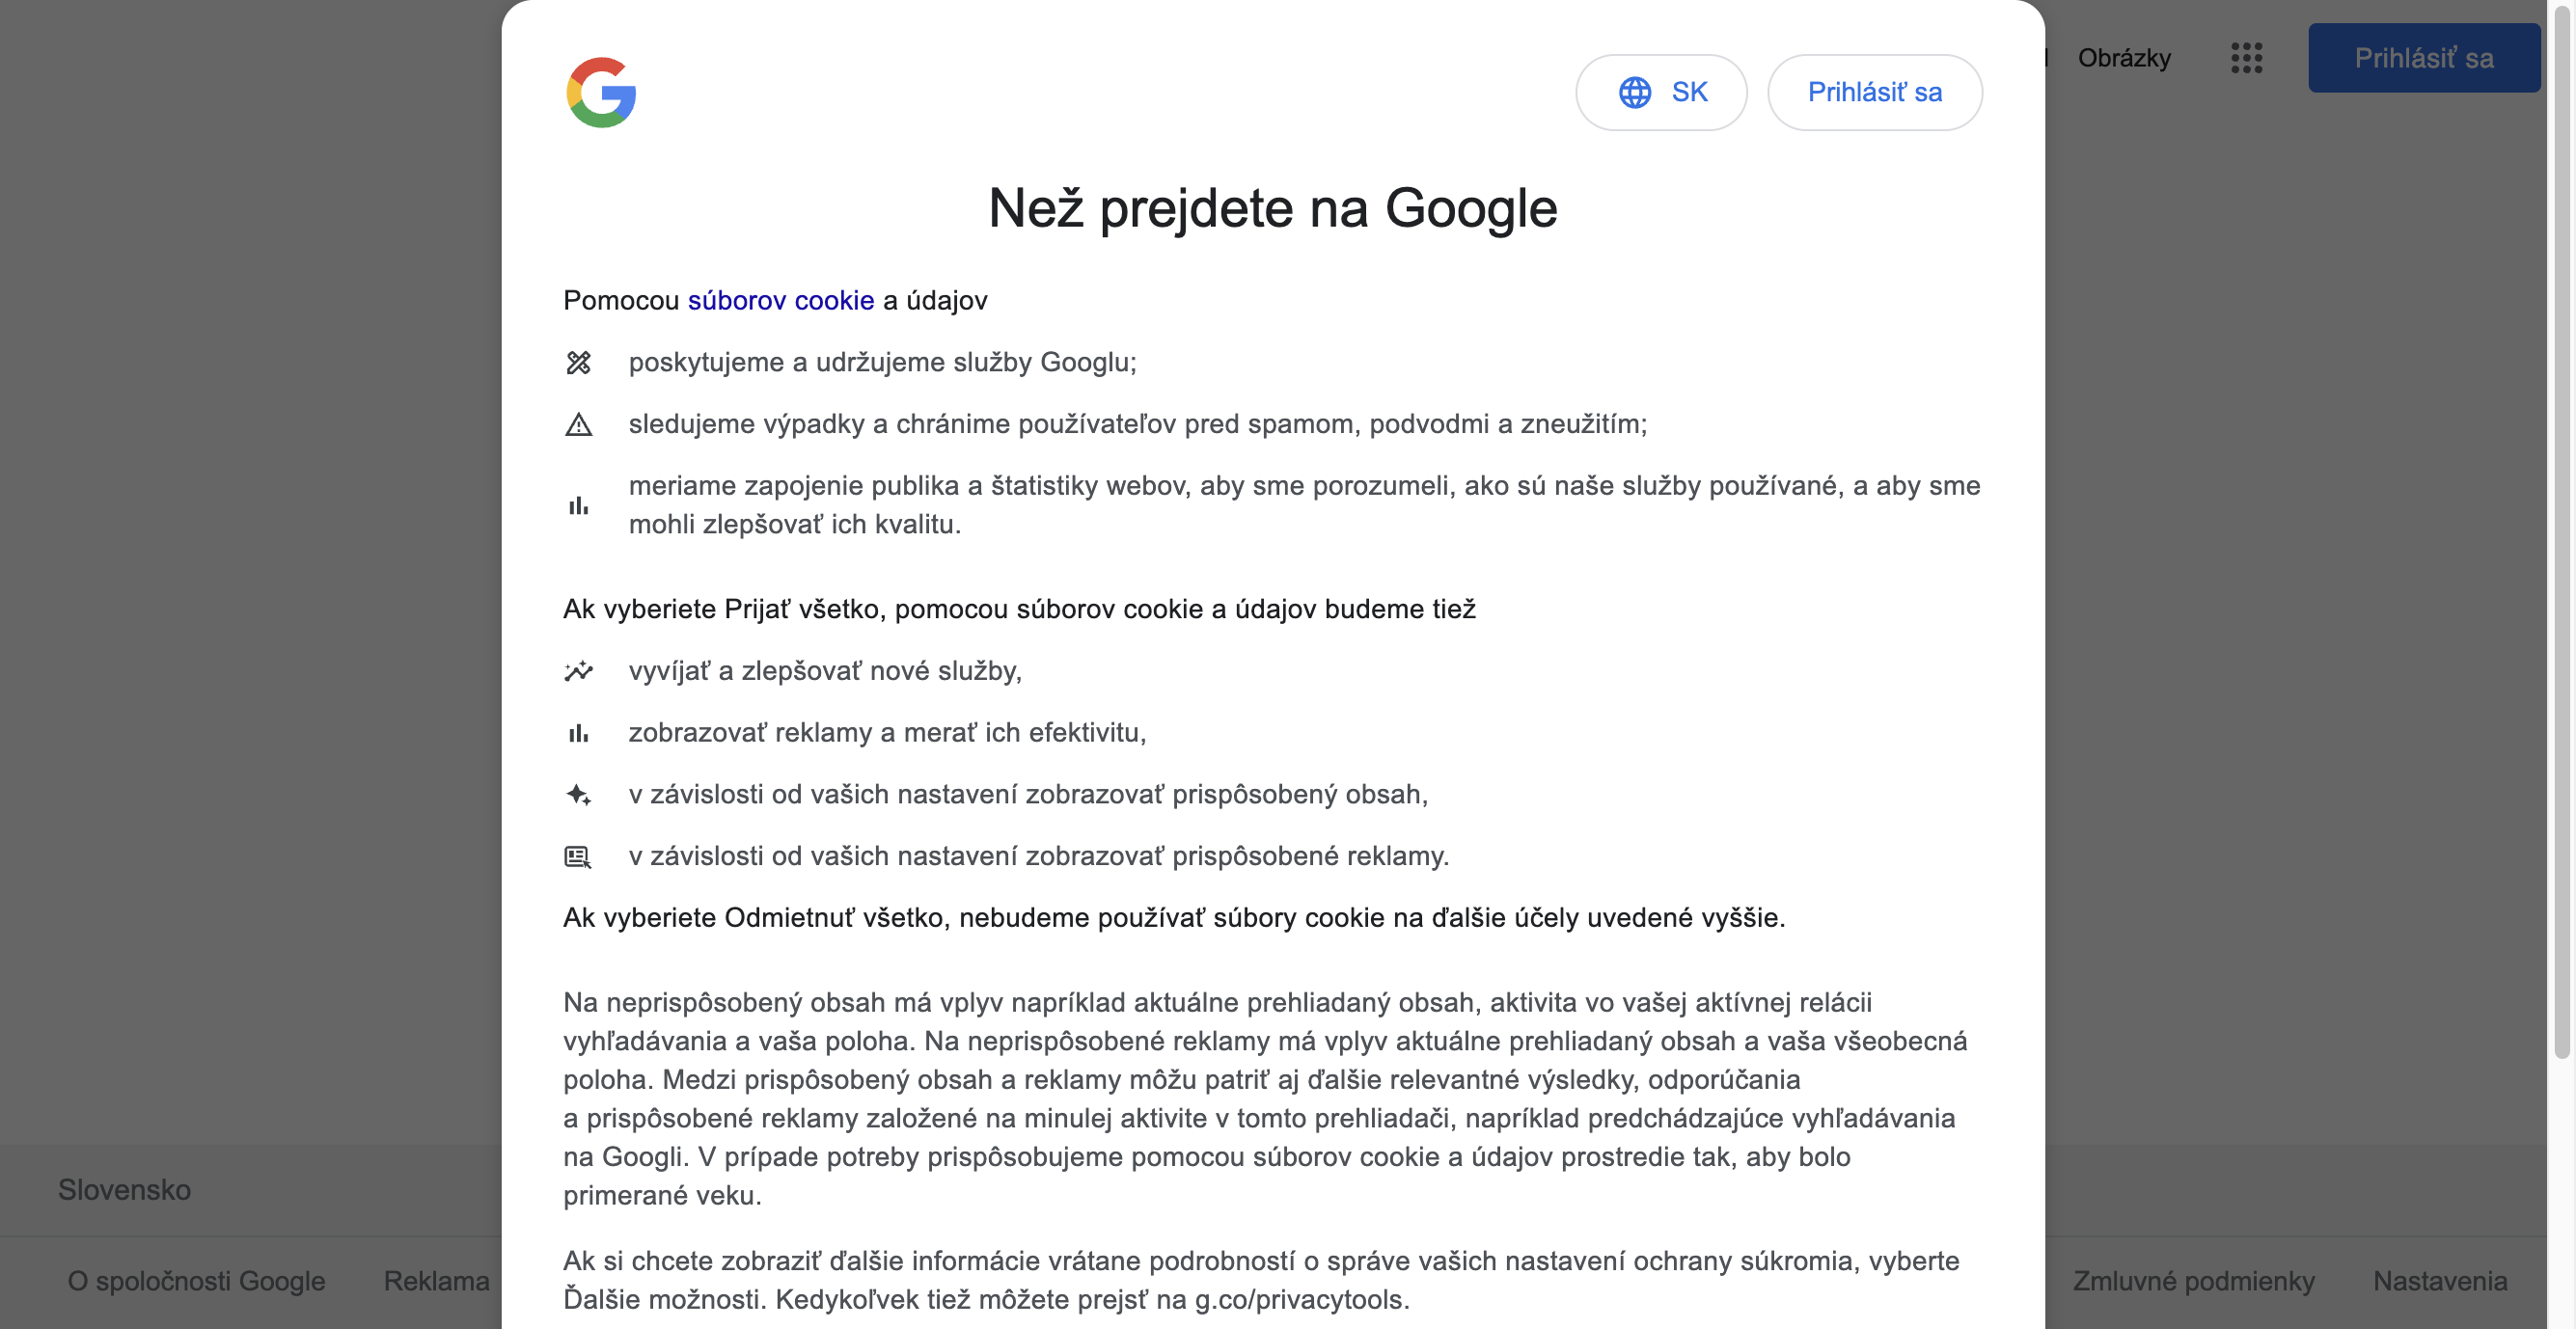 Obrázky
Prihlásiť sa
SK
Prihlásiť sa
Než prejdete na Google
Pomocou súborov cookie a údajov
poskytujeme a udržujeme služby Googlu;
sledujeme výpadky a chránime používateľov pred spamom, podvodmi a zneužitím;
meriame zapojenie publika a štatistiky webov, aby sme porozumeli, ako sú naše služby používané, a aby sme
mohli zlepšovať ich kvalitu.
Ak vyberiete Prijať všetko, pomocou súborov cookie a údajov budeme tiež
vyvíjať a zlepšovať nové služby,
zobrazovať reklamy a merať ich efektivitu,
v závislosti od vašich nastavení zobrazovať prispôsobený obsah,
v závislosti od vašich nastavení zobrazovať prispôsobené reklamy.
Ak vyberiete Odmietnuť všetko, nebudeme používať súbory cookie na ďalšie účely uvedené vyššie.
Na neprispôsobený obsah má vplyv napríklad aktuálne prehliadaný obsah, aktivita vo vašej aktívnej relácii
vyhľadávania a vaša poloha. Na neprispôsobené reklamy má vplyv aktuálne prehliadaný obsah a vaša všeobecná
poloha. Medzi prispôsobený obsah a reklamy môžu patriť aj ďalšie relevantné výsledky, odporúčania
a prispôsobené reklamy založené na minulej aktivite v tomto prehliadači, napríklad predchádzajúce vyhľadávania
na Googli. V prípade potreby prispôsobujeme pomocou súborov cookie a údajov prostredie tak, aby bolo
primerané veku.
Ak si chcete zobraziť ďalšie informácie vrátane podrobností o správe vašich nastavení ochrany súkromia, vyberte
Ďalšie možnosti. Kedykoľvek tiež môžete prejsť na g.co/privacytools.
Slovensko
O spoločnosti Google
Reklama
Zmluvné podmienky
Nastavenia